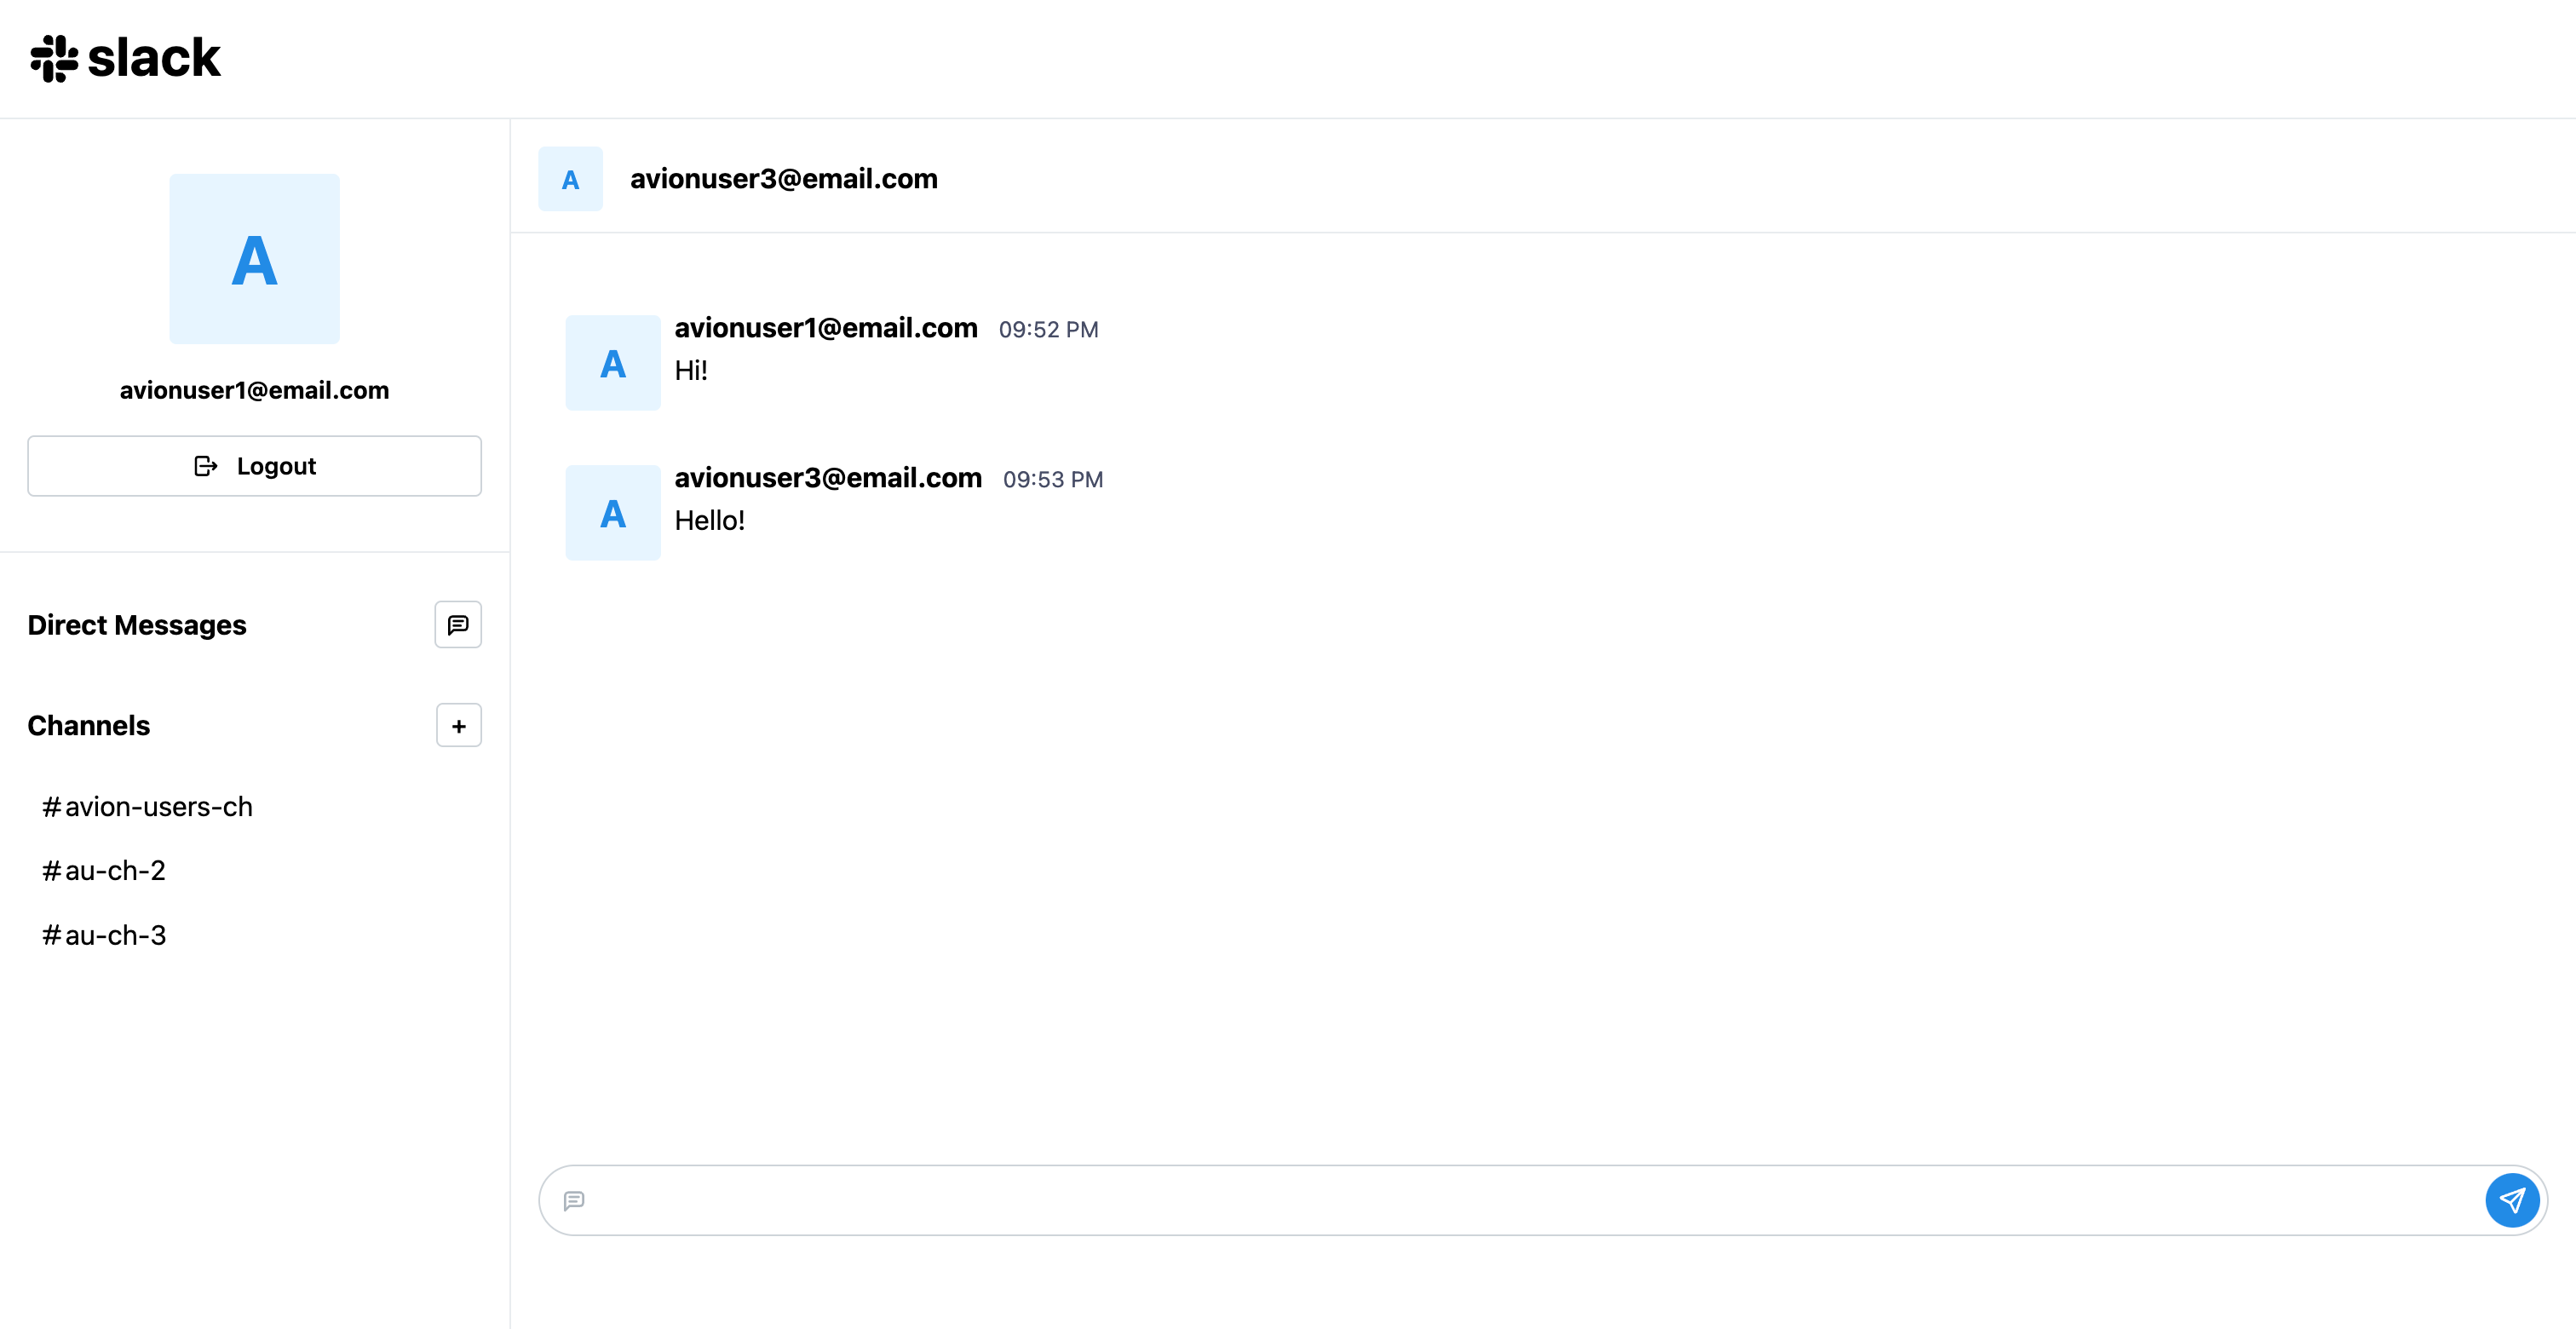 slack
A
avionuser1@email.com
Logout
Direct Messages
Channels
+
#avion-users-ch
#au-ch-2
#au-ch-3
A avionuser3@email.com
A avionuser1@email.com 09:52 PM
Hi!
A avionuser3@email.com 09:53 PM
Hello!